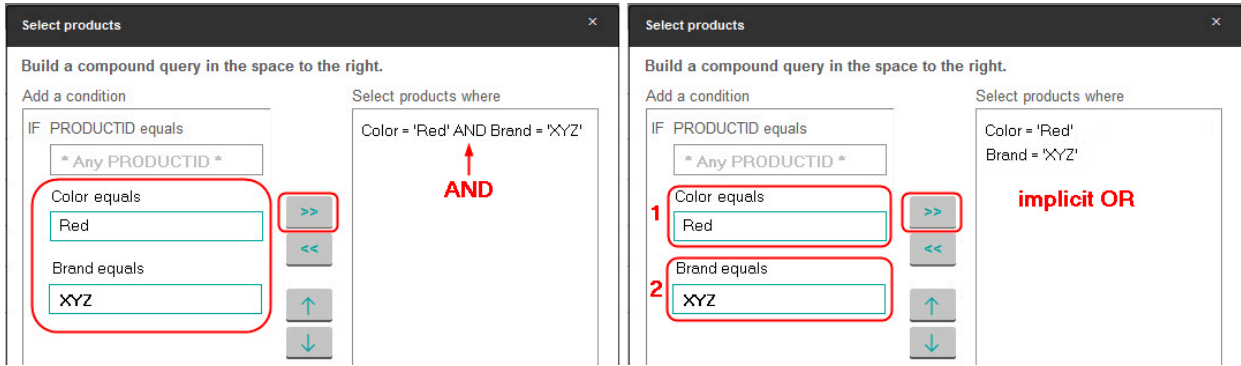 Select products ×
Build a compound query in the space to the right.
Add a condition
Select products where
IF PRODUCTID equals
* Any PRODUCTID *
Color equals
Red
Brand equals
XYZ
>>
<<
↑
↓
Color = 'Red' AND Brand = 'XYZ'
AND
Select products ×
Build a compound query in the space to the right.
Add a condition
Select products where
IF PRODUCTID equals
* Any PRODUCTID *
1
Color equals
Red
2
Brand equals
XYZ
>>
<<
↑
↓
Color = 'Red'
Brand = 'XYZ'
implicit OR